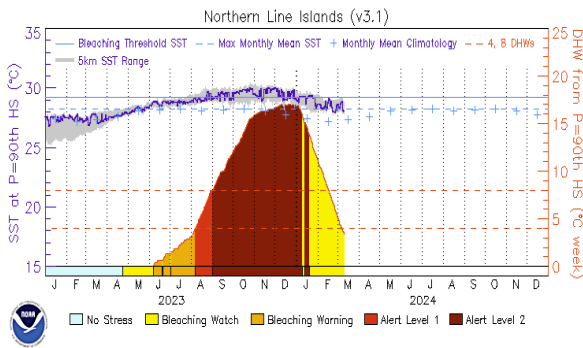 Northern Line Islands (v3.1)
Bleaching Threshold SST Max Monthly Mean SST Monthly Mean Climatology 4, 8 DHWs
5km SST Range
SST at P=90th HS (°C)
35
30
25
20
15
DHW from P=90th HS (°C week)
25
20
15
10
5
0
J F M A M J J A S O N D J F M A M J J A S O N D
2023 2024
NOAA
No Stress Bleaching Watch Bleaching Warning Alert Level 1 Alert Level 2